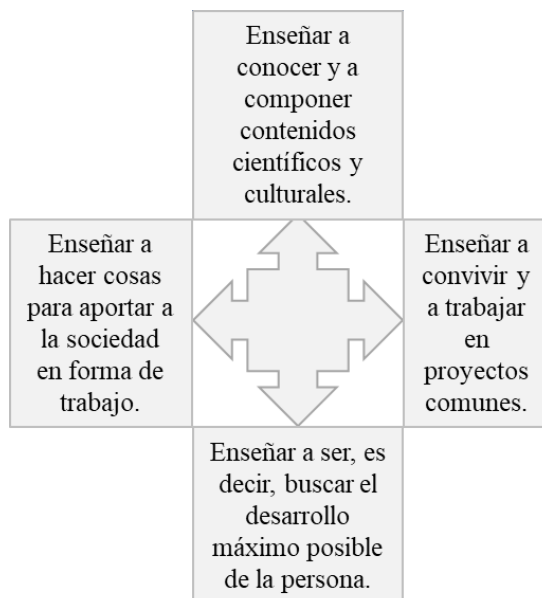 Enseñar a
conocer y a
componer
contenidos
científicos y
culturales.
Enseñar a
hacer cosas
para aportar a
la sociedad
en forma de
trabajo.
Enseñar a
convivir y
a trabajar
en
proyectos
comunes.
Enseñar a ser, es
decir, buscar el
desarrollo
máximo posible
de la persona.